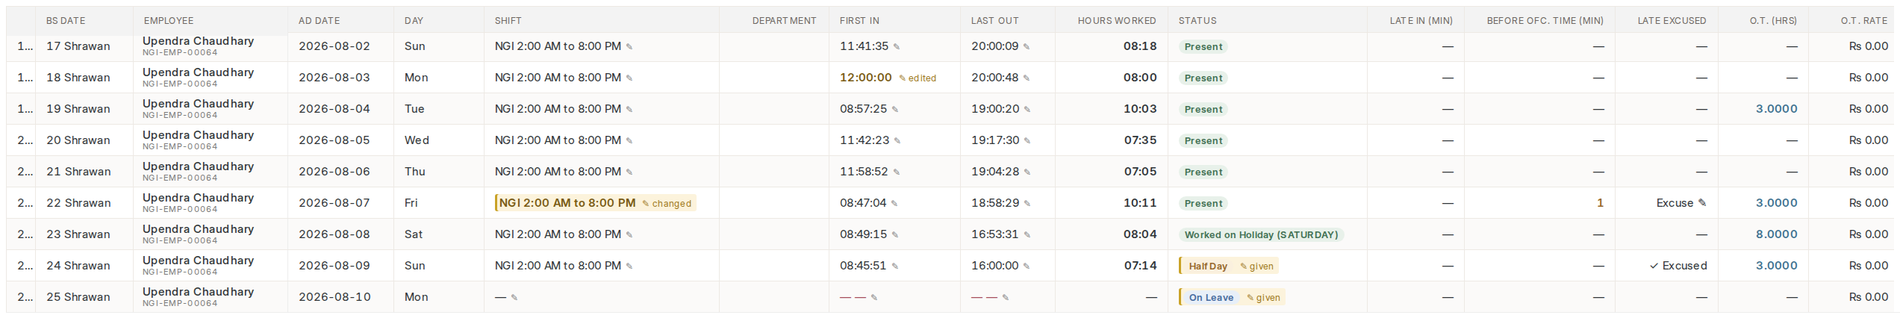 BS DATE EMPLOYEE AD DATE DAY SHIFT DEPARTMENT FIRST IN LAST OUT HOURS WORKED STATUS LATE IN (MIN) BEFORE OFC. TIME (MIN) LATE EXCUSED O.T. (HRS) O.T. RATE
1... 17 Shrawan Upendra Chaudhary 2026-08-02 Sun NGI 2:00 AM to 8:00 PM ✎ 11:41:35 ✎ 20:00:09 ✎ 08:18 Present — — — — Rs 0.00
NGI-EMP-00064
1... 18 Shrawan Upendra Chaudhary 2026-08-03 Mon NGI 2:00 AM to 8:00 PM ✎ 12:00:00 ✎ edited 20:00:48 ✎ 08:00 Present — — — — Rs 0.00
NGI-EMP-00064
1... 19 Shrawan Upendra Chaudhary 2026-08-04 Tue NGI 2:00 AM to 8:00 PM ✎ 08:57:25 ✎ 19:00:20 ✎ 10:03 Present — — — 3.0000 Rs 0.00
NGI-EMP-00064
2... 20 Shrawan Upendra Chaudhary 2026-08-05 Wed NGI 2:00 AM to 8:00 PM ✎ 11:42:23 ✎ 19:17:30 ✎ 07:35 Present — — — — Rs 0.00
NGI-EMP-00064
2... 21 Shrawan Upendra Chaudhary 2026-08-06 Thu NGI 2:00 AM to 8:00 PM ✎ 11:58:52 ✎ 19:04:28 ✎ 07:05 Present — — — — Rs 0.00
NGI-EMP-00064
2... 22 Shrawan Upendra Chaudhary 2026-08-07 Fri NGI 2:00 AM to 8:00 PM ✎ changed 08:47:04 ✎ 18:58:29 ✎ 10:11 Present — 1 Excuse ✎ 3.0000 Rs 0.00
NGI-EMP-00064
2... 23 Shrawan Upendra Chaudhary 2026-08-08 Sat NGI 2:00 AM to 8:00 PM ✎ 08:49:15 ✎ 16:53:31 ✎ 08:04 Worked on Holiday (SATURDAY) — — — 8.0000 Rs 0.00
NGI-EMP-00064
2... 24 Shrawan Upendra Chaudhary 2026-08-09 Sun NGI 2:00 AM to 8:00 PM ✎ 08:45:51 ✎ 16:00:00 ✎ 07:14 Half Day ✎ given — — ✓ Excused 3.0000 Rs 0.00
NGI-EMP-00064
2... 25 Shrawan Upendra Chaudhary 2026-08-10 Mon — ✎ — — ✎ — — ✎ — On Leave ✎ given — — — — Rs 0.00
NGI-EMP-00064